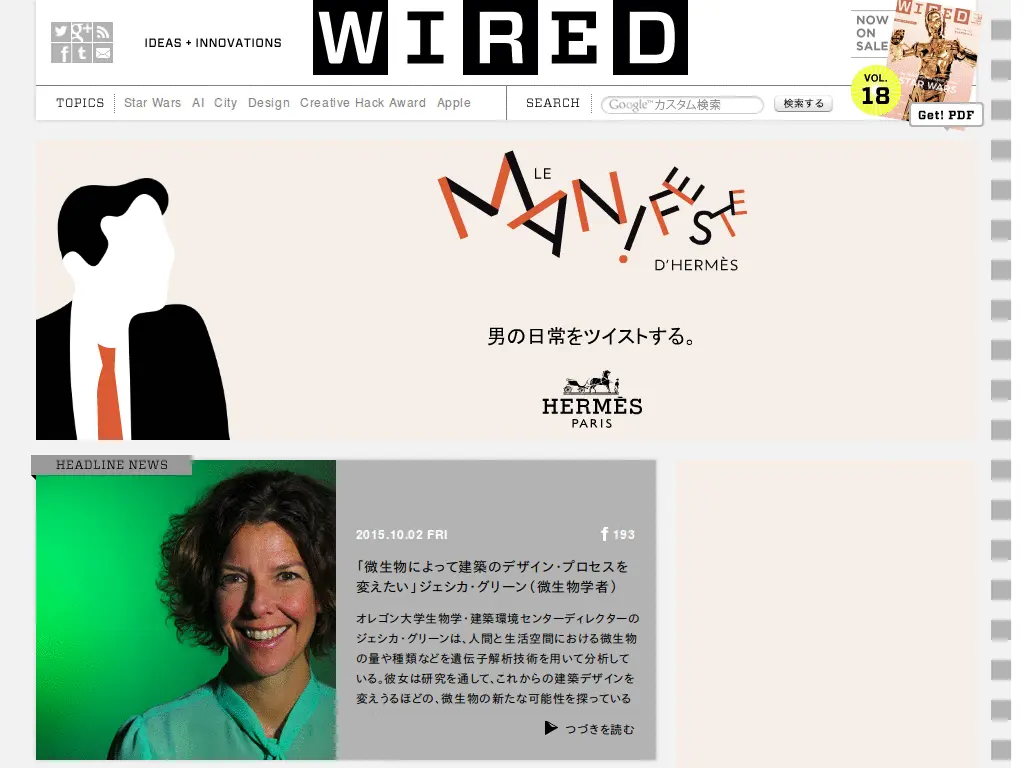 IDEAS + INNOVATIONS
WIRED
NOW
ON
SALE
WIRED
STAR WARS
VOL.
18
Get! PDF
TOPICS
Star Wars AI City Design Creative Hack Award Apple
SEARCH
Google™カスタム検索
検索する
LE
MANIFESTE
D'HERMÈS
男の日常をツイストする。
HERMÈS
PARIS
HEADLINE NEWS
2015.10.02 FRI
f 193
「微生物によって建築のデザイン・プロセスを
変えたい」ジェシカ・グリーン（微生物学者）
オレゴン大学生物学・建築環境センターディレクターの
ジェシカ・グリーンは、人間と生活空間における微生物
の量や種類などを遺伝子解析技術を用いて分析して
いる。彼女は研究を通して、これからの建築デザインを
変えうるほどの、微生物の新たな可能性を探っている
つづきを読む